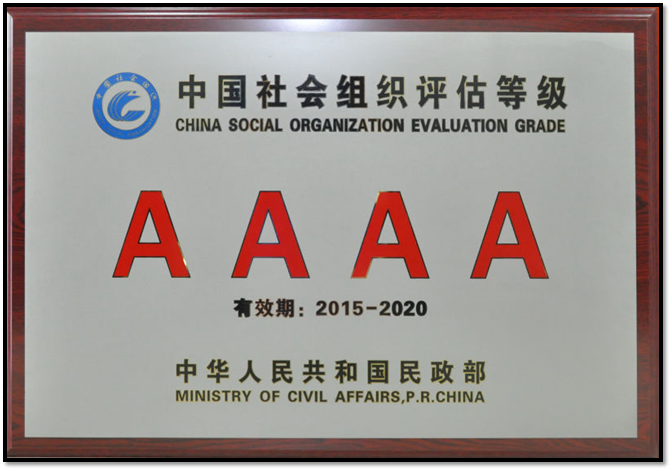 中国社会组织评估等级
CHINA SOCIAL ORGANIZATION EVALUATION GRADE
AAAA
有效期：2015-2020
中华人民共和国民政部
MINISTRY OF CIVIL AFFAIRS,P.R.CHINA